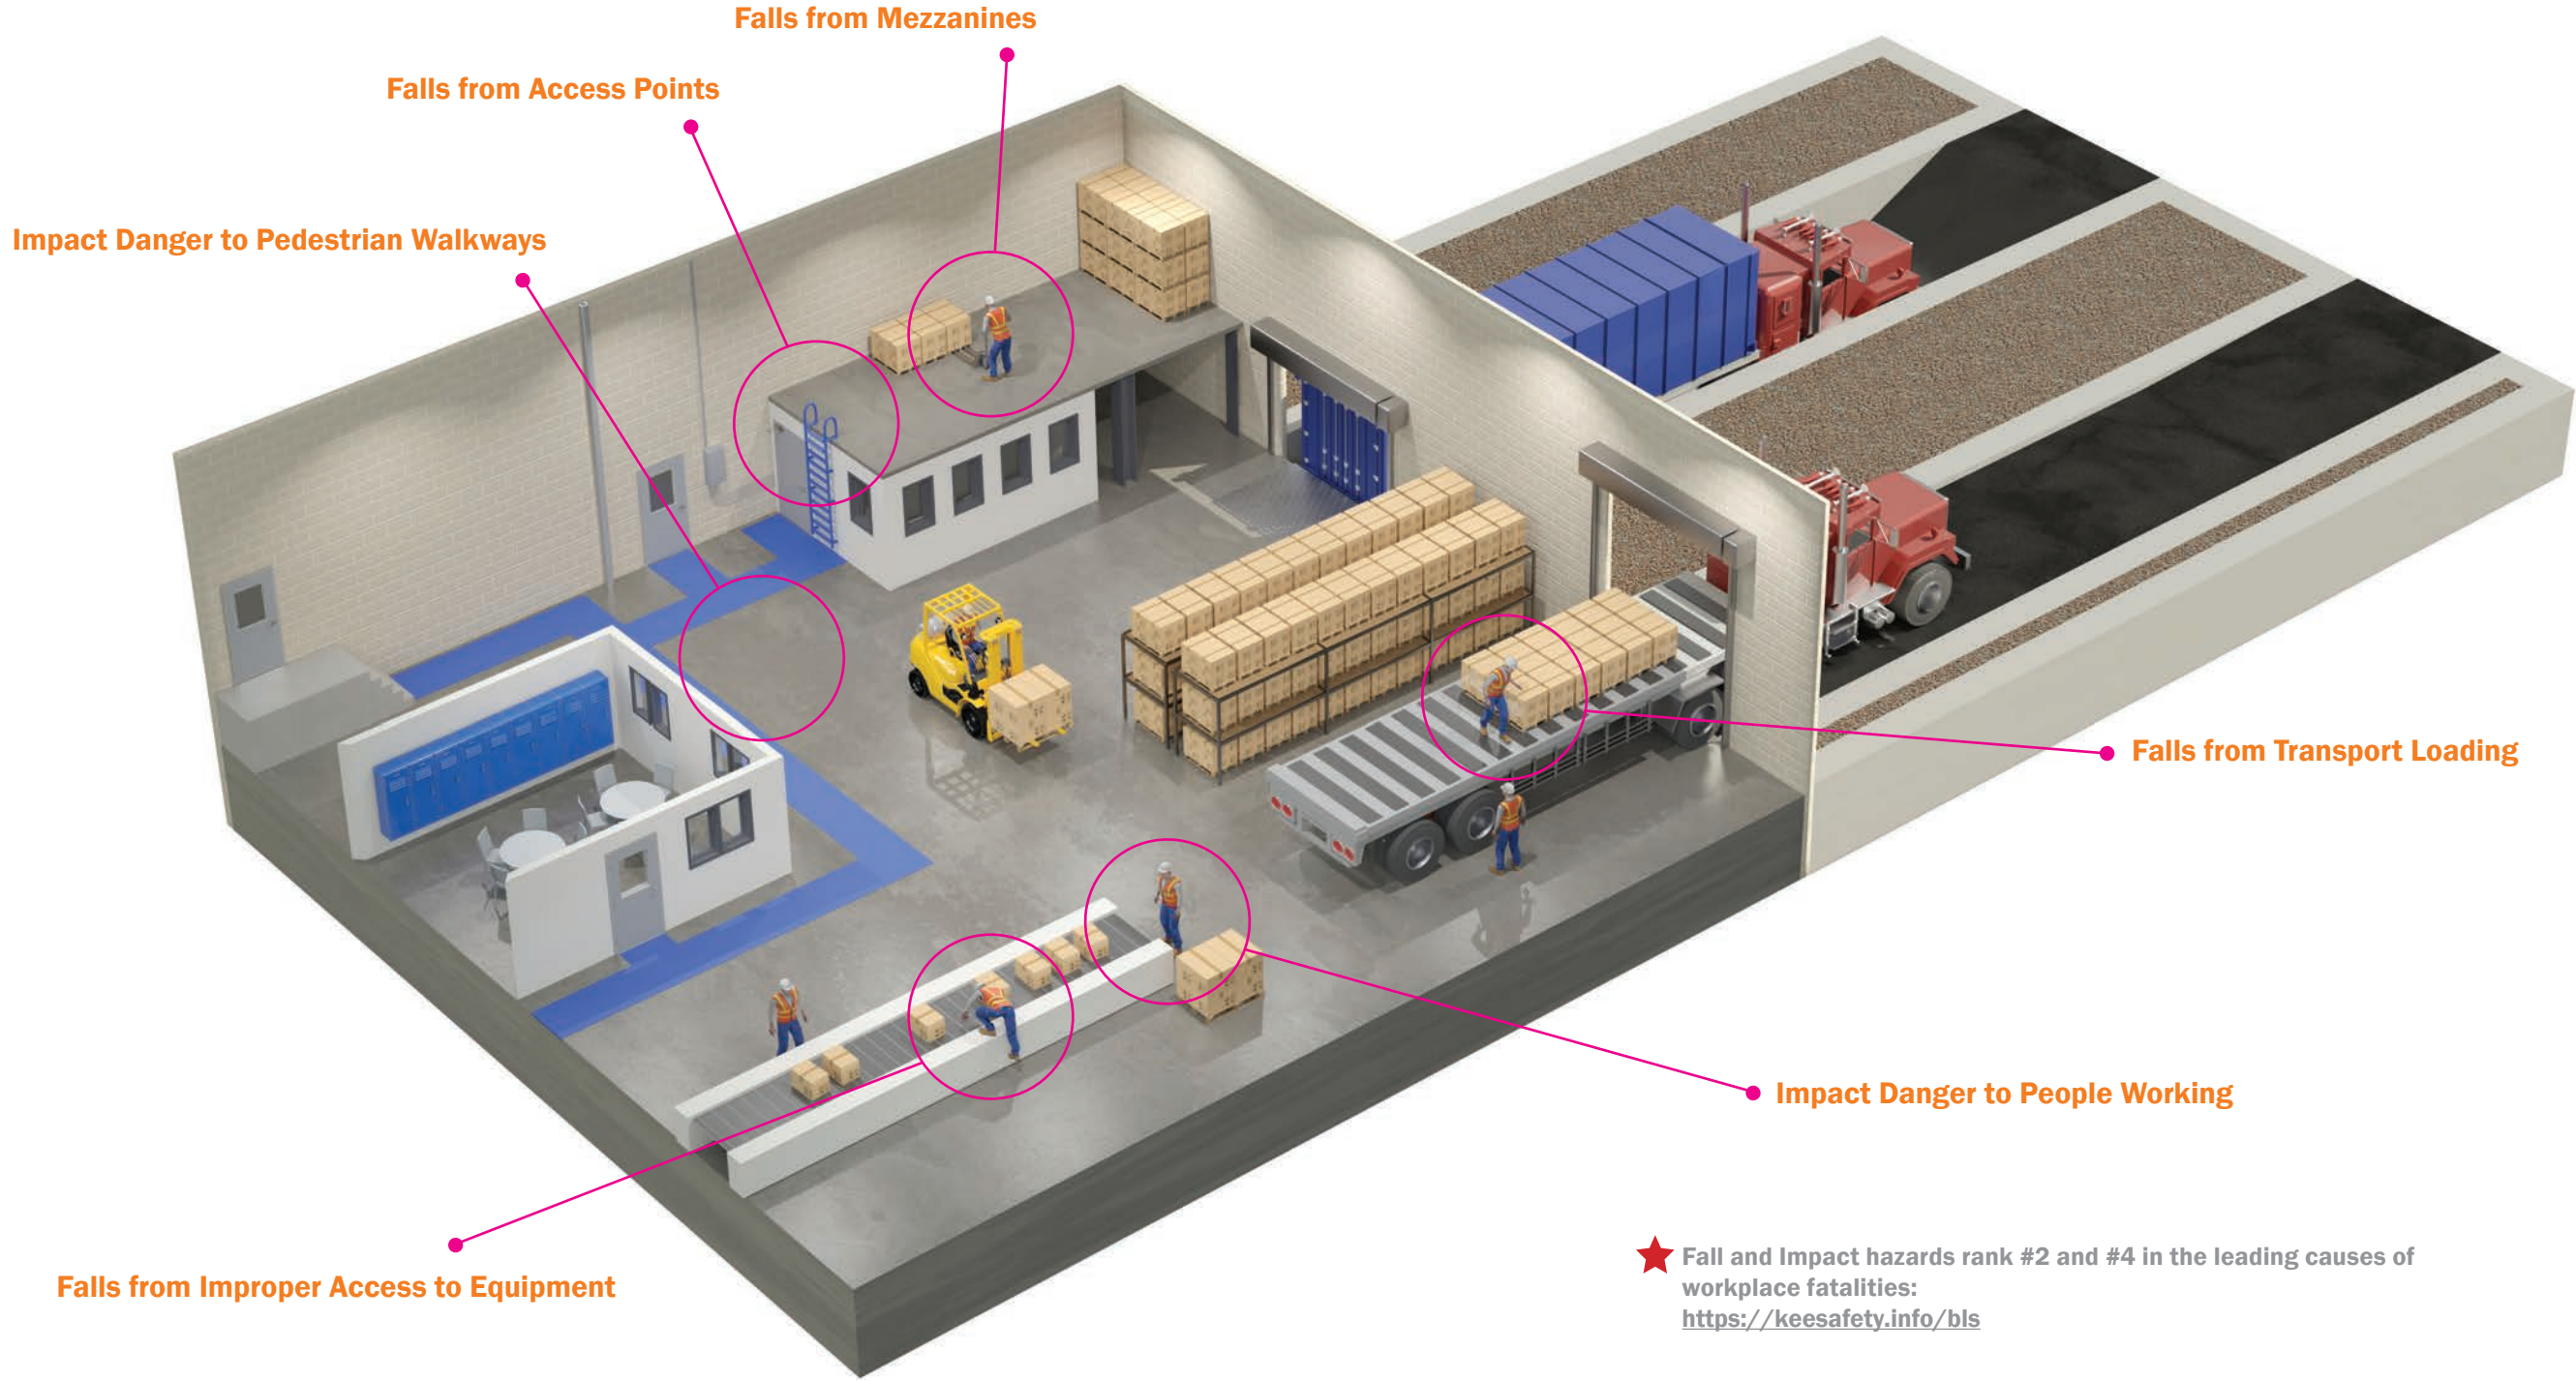 Falls from Mezzanines
Falls from Access Points
Impact Danger to Pedestrian Walkways
Falls from Transport Loading
Impact Danger to People Working
Falls from Improper Access to Equipment
Fall and Impact hazards rank #2 and #4 in the leading causes of
workplace fatalities:
https://keesafety.info/bls